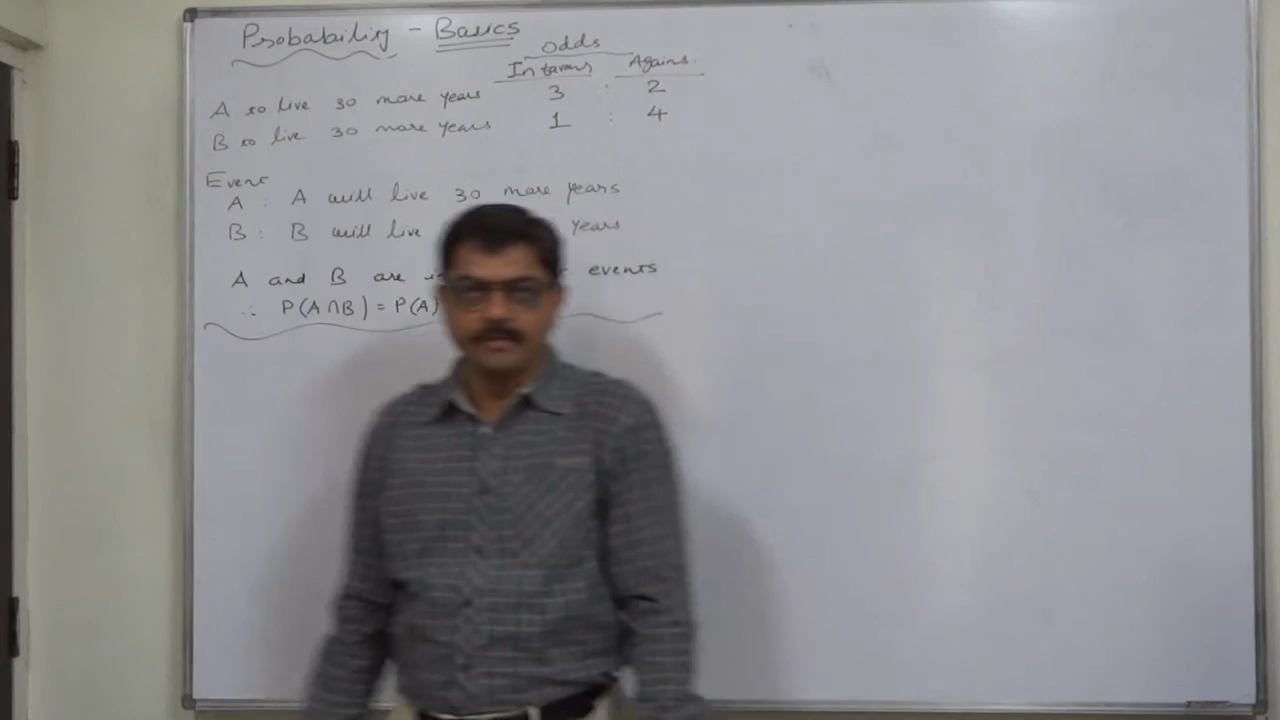 Probability - Basics
Odds
In favour Agains.
A to live 30 more years 3 : 2
B to live 30 more years 1 : 4
Event
A : A will live 30 more years
B : B will live years
A and B are events
∴ P(A∩B) = P(A)